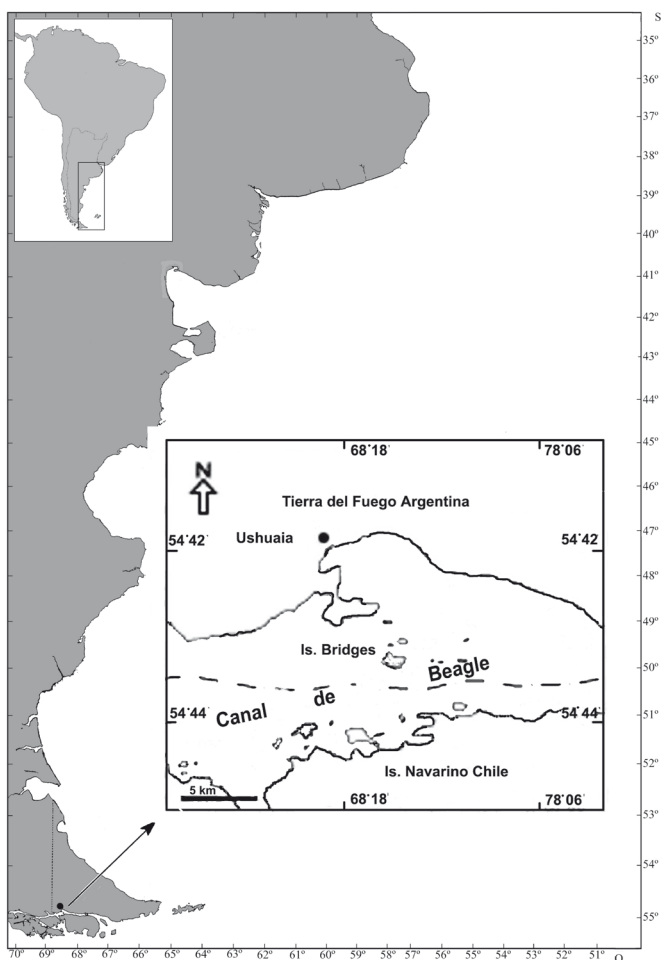 S
35º
36º
37º
38º
39º
40º
41º
42º
43º
44º
45º
46º
47º
48º
49º
50º
51º
52º
53º
54º
55º
68˚18' 78˚06'
N
Tierra del Fuego Argentina
54˚42' Ushuaia 54˚42'
Is. Bridges
Beagle
Canal de
54˚44' 54˚44'
Is. Navarino Chile
5 km
68˚18' 78˚06'
70º 69º 68º 67º 66º 65º 64º 63º 62º 61º 60º 59º 58º 57º 56º 55º 54º 53º 52º 51º O